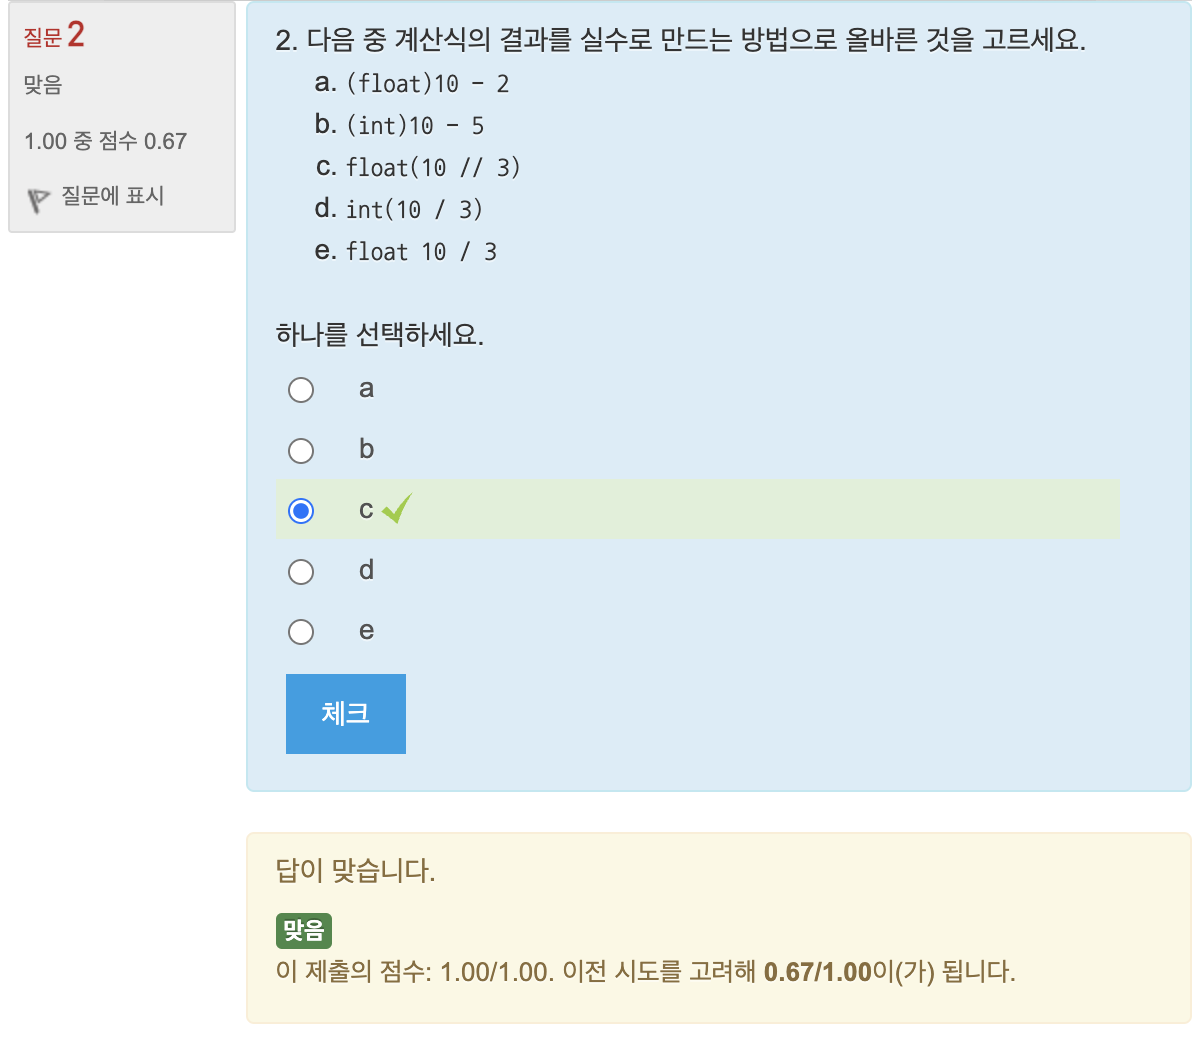 질문 2
맞음
1.00 중 점수 0.67
질문에 표시
2. 다음 중 계산식의 결과를 실수로 만드는 방법으로 올바른 것을 고르세요.
a. (float)10 - 2
b. (int)10 - 5
c. float(10 // 3)
d. int(10 / 3)
e. float 10 / 3
하나를 선택하세요.
a
b
c
d
e
체크
답이 맞습니다.
맞음
이 제출의 점수: 1.00/1.00. 이전 시도를 고려해 0.67/1.00이(가) 됩니다.